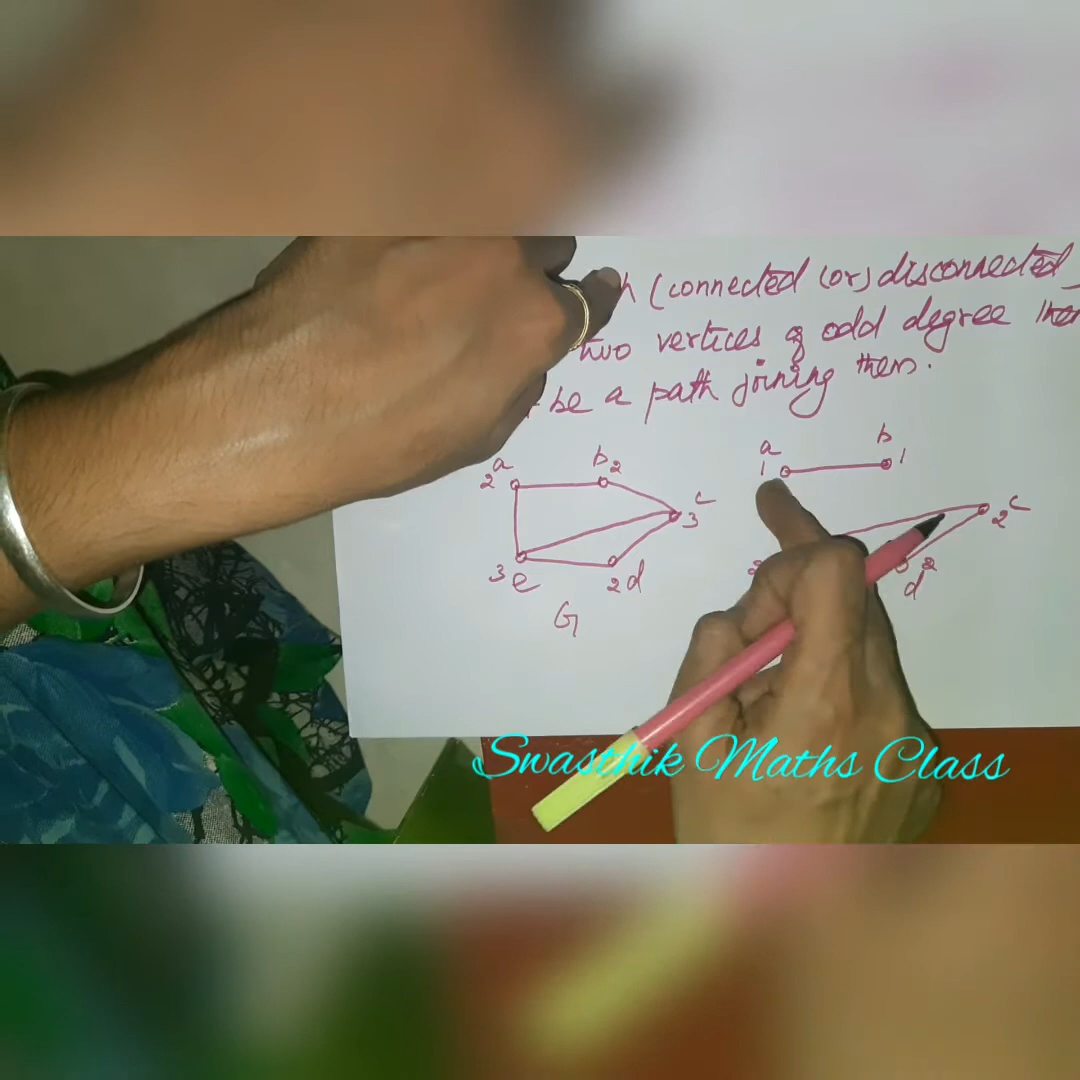 (connected (or) disconnected
two vertices of odd degree then
be a path joining them.
a b
2 2
c
3
3 e 2 d
G
a b
1 1
c
2
2
d
Swasthik Maths Class